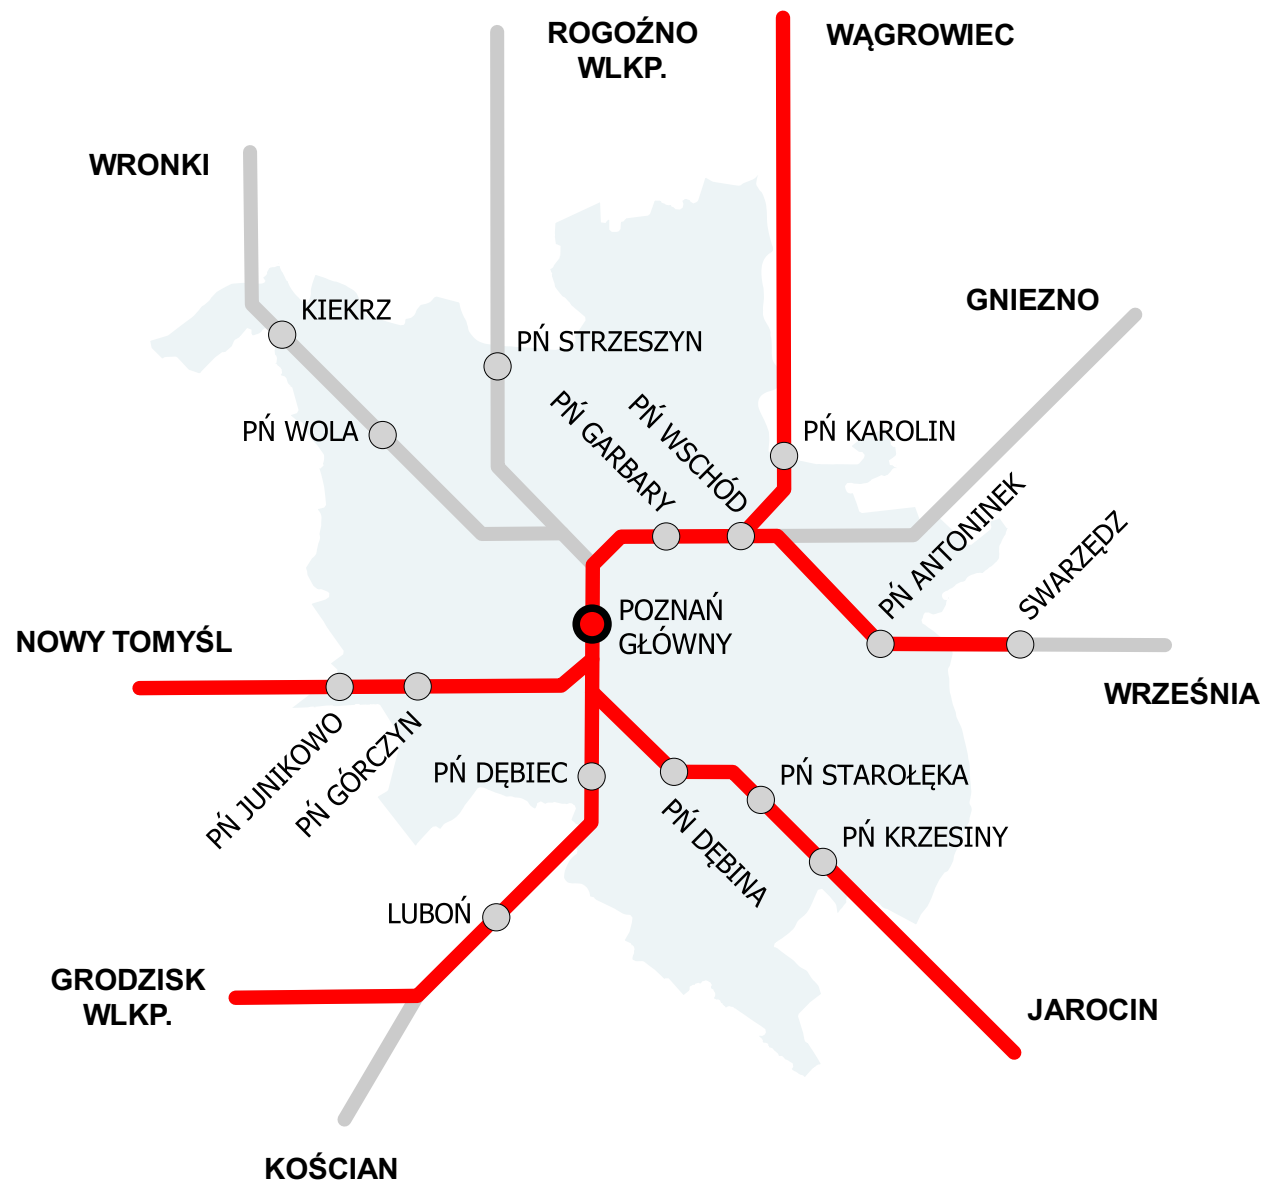 ROGOŹNO
WLKP.
WĄGROWIEC
WRONKI
GNIEZNO
KIEKRZ
PŃ STRZESZYN
PŃ GARBARY
PŃ WSCHÓD
PŃ WOLA
PŃ KAROLIN
PŃ ANTONINEK
SWARZĘDZ
POZNAŃ
GŁÓWNY
NOWY TOMYŚL
WRZEŚNIA
PŃ JUNIKOWO
PŃ GÓRCZYN
PŃ DĘBIEC
PŃ STAROŁĘKA
PŃ DĘBINA
PŃ KRZESINY
LUBOŃ
GRODZISK
WLKP.
JAROCIN
KOŚCIAN